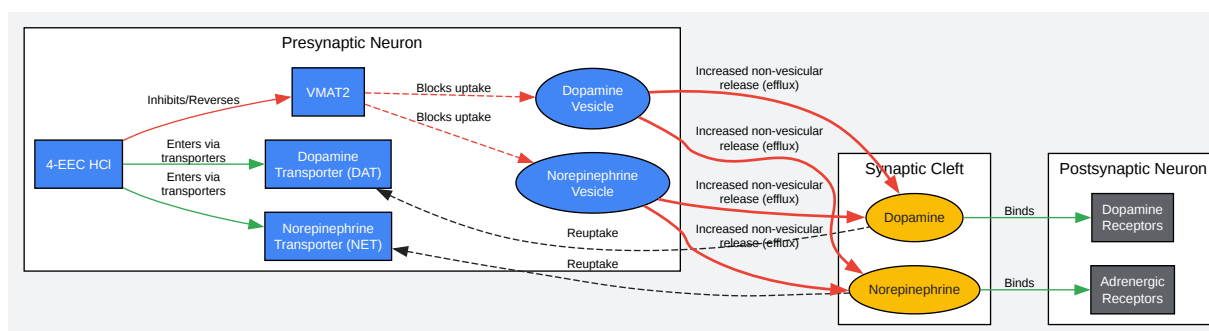 Presynaptic Neuron
4-EEC HCl
Inhibits/Reverses
VMAT2
Blocks uptake
Blocks uptake
Dopamine
Vesicle
Norepinephrine
Vesicle
Enters via
transporters
Enters via
transporters
Dopamine
Transporter (DAT)
Norepinephrine
Transporter (NET)
Increased non-vesicular
release (efflux)
Increased non-vesicular
release (efflux)
Increased non-vesicular
release (efflux)
Increased non-vesicular
release (efflux)
Reuptake
Reuptake
Synaptic Cleft
Dopamine
Norepinephrine
Binds
Binds
Postsynaptic Neuron
Dopamine
Receptors
Adrenergic
Receptors